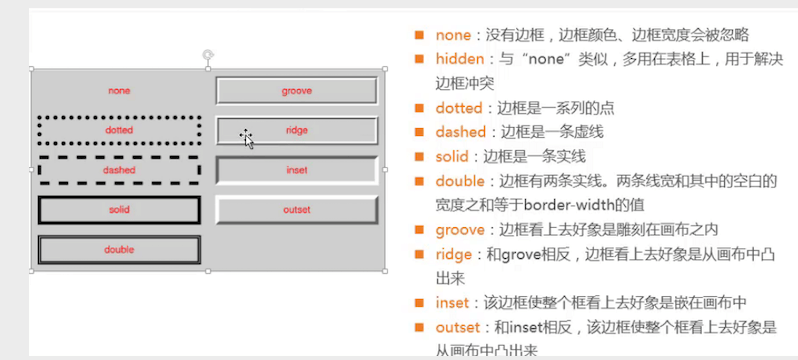 none
groove
dotted
ridge
dashed
inset
solid
outset
double
none：没有边框，边框颜色、边框宽度会被忽略
hidden：与“none”类似，多用在表格上，用于解决
边框冲突
dotted：边框是一系列的点
dashed：边框是一条虚线
solid：边框是一条实线
double：边框有两条实线。两条线宽和其中的空白的
宽度之和等于border-width的值
groove：边框看上去好象是雕刻在画布之内
ridge：和grove相反，边框看上去好象是从画布中凸
出来
inset：该边框使整个框看上去好象是嵌在画布中
outset：和inset相反，该边框使整个框看上去好象是
从画布中凸出来